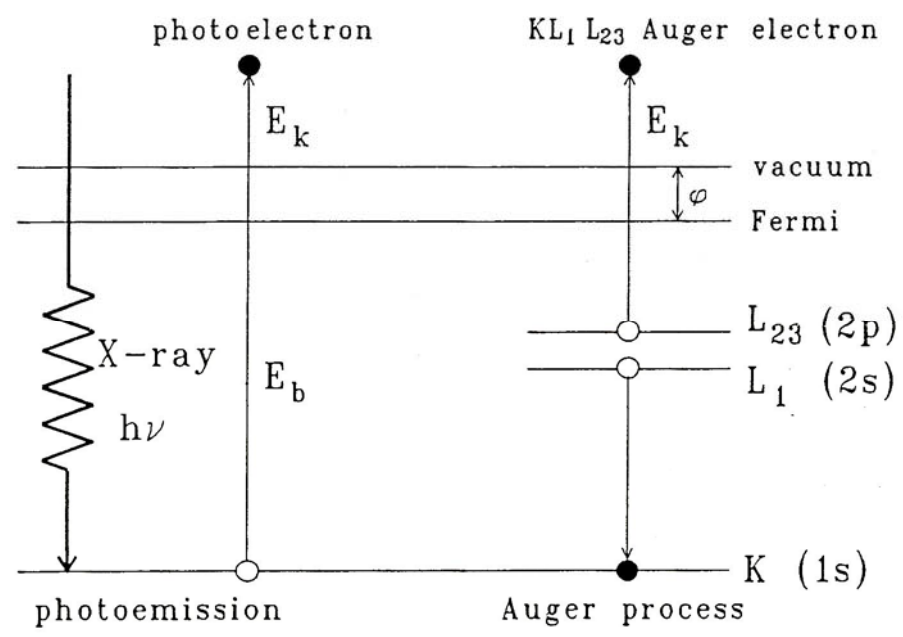 photoelectron
KL₁ L₂₃ Auger electron
Eₖ
Eₖ
vacuum
φ
Fermi
L₂₃ (2p)
X-ray
E_b
L₁ (2s)
hν
K (1s)
photoemission
Auger process